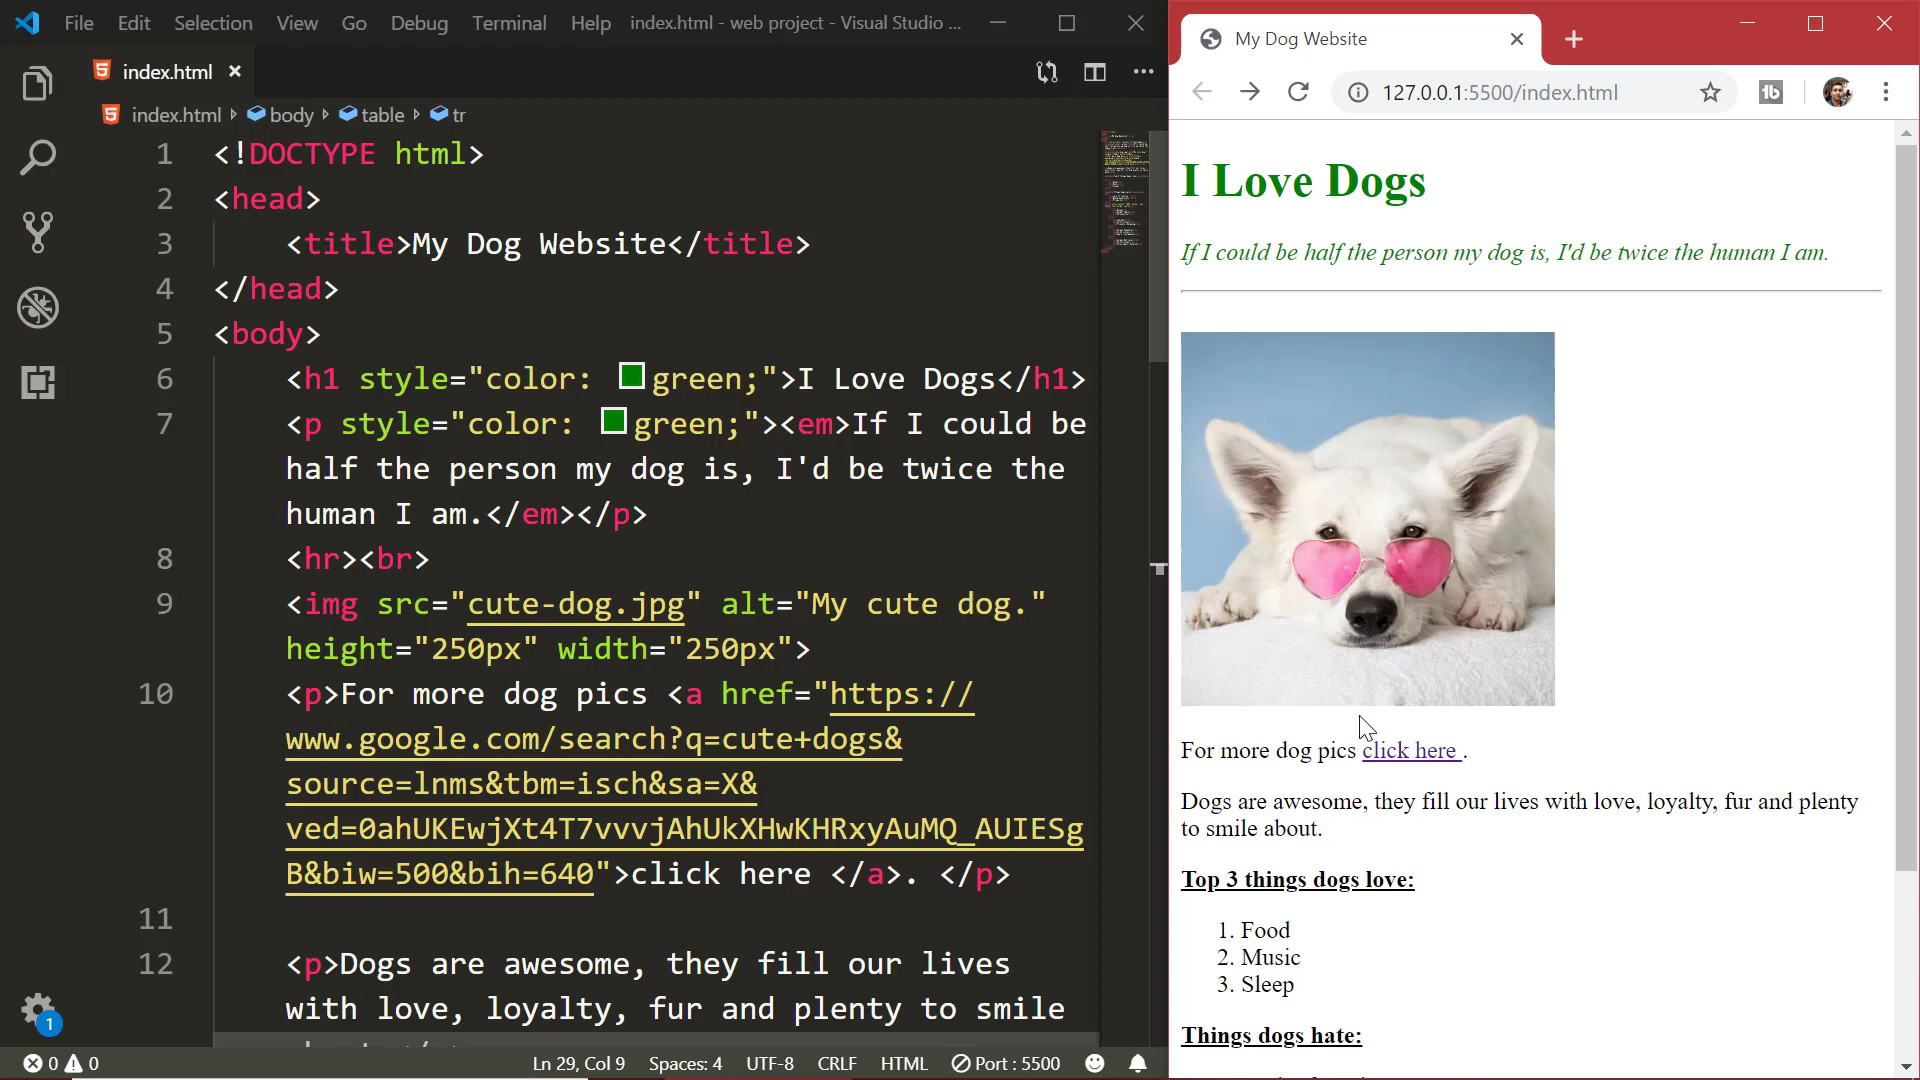 File Edit Selection View Go Debug Terminal Help index.html - web project - Visual Studio ...
index.html
index.html body table tr
1 <!DOCTYPE html>
2 <head>
3 <title>My Dog Website</title>
4 </head>
5 <body>
6 <h1 style="color: green;">I Love Dogs</h1>
7 <p style="color: green;"><em>If I could be
half the person my dog is, I'd be twice the
human I am.</em></p>
8 <hr><br>
9 <img src="cute-dog.jpg" alt="My cute dog."
height="250px" width="250px">
10 <p>For more dog pics <a href="https://
www.google.com/search?q=cute+dogs&
source=lnms&tbm=isch&sa=X&
ved=0ahUKEwjXt4T7vvvjAhUkXHwKHRxyAuMQ_AUIESg
B&biw=500&bih=640">click here </a>. </p>
11
12 <p>Dogs are awesome, they fill our lives
with love, loyalty, fur and plenty to smile
1
0 0 Ln 29, Col 9 Spaces: 4 UTF-8 CRLF HTML Port : 5500
My Dog Website
127.0.0.1:5500/index.html
I Love Dogs
If I could be half the person my dog is, I'd be twice the human I am.
For more dog pics click here .
Dogs are awesome, they fill our lives with love, loyalty, fur and plenty
to smile about.
Top 3 things dogs love:
1. Food
2. Music
3. Sleep
Things dogs hate: